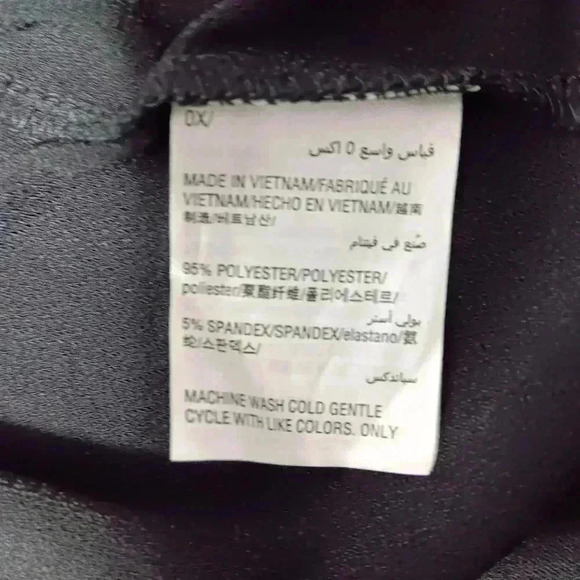 0X/
قياس واسع 0 اكس
MADE IN VIETNAM/FABRIQUÉ AU
VIETNAM/HECHO EN VIETNAM/越南
制造/베트남산/
صُنع في فيتنام
95% POLYESTER/POLYESTER/
poliester/聚酯纤维/폴리에스테르/
بولي أستر
5% SPANDEX/SPANDEX/elastano/氨
纶/스판덱스/
سباندكس
MACHINE WASH COLD GENTLE
CYCLE WITH LIKE COLORS. ONLY